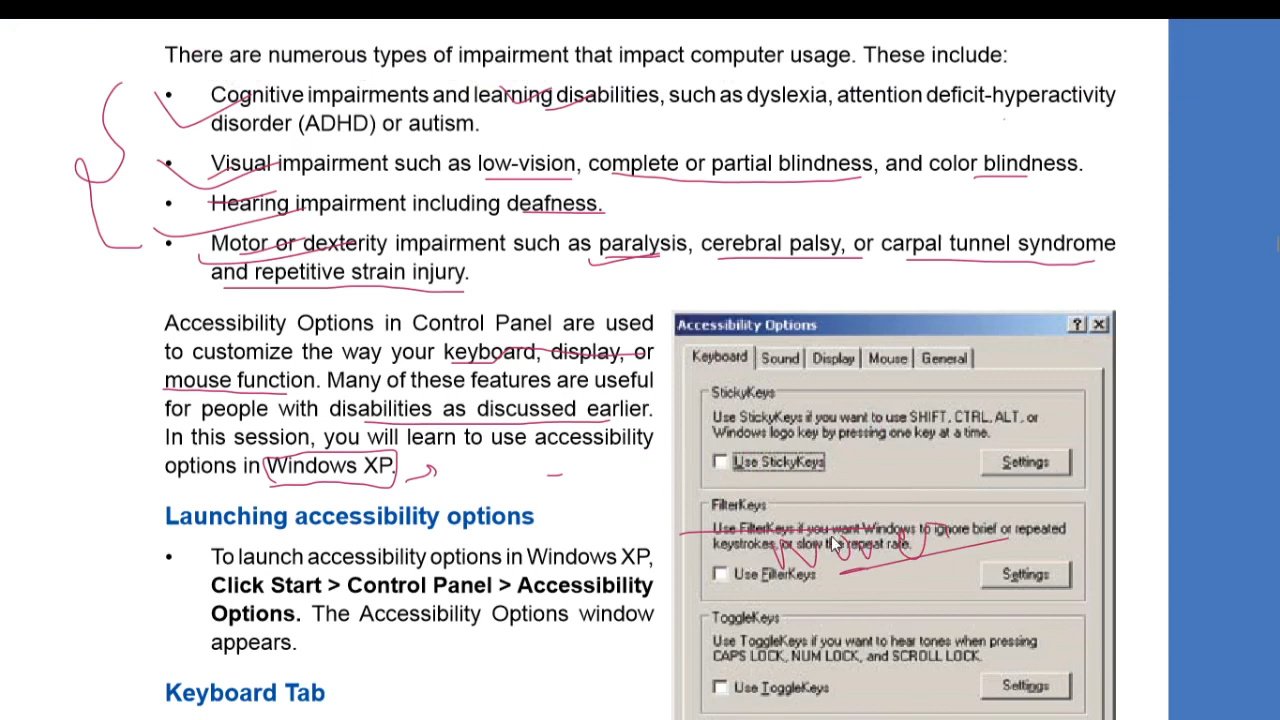 There are numerous types of impairment that impact computer usage. These include:
• Cognitive impairments and learning disabilities, such as dyslexia, attention deficit-hyperactivity
disorder (ADHD) or autism.
• Visual impairment such as low-vision, complete or partial blindness, and color blindness.
• Hearing impairment including deafness.
• Motor or dexterity impairment such as paralysis, cerebral palsy, or carpal tunnel syndrome
and repetitive strain injury.
Accessibility Options in Control Panel are used
to customize the way your keyboard, display, or
mouse function. Many of these features are useful
for people with disabilities as discussed earlier.
In this session, you will learn to use accessibility
options in Windows XP.
Launching accessibility options
• To launch accessibility options in Windows XP,
Click Start > Control Panel > Accessibility
Options. The Accessibility Options window
appears.
Keyboard Tab
Accessibility Options
Keyboard Sound Display Mouse General
StickyKeys
Use StickyKeys if you want to use SHIFT, CTRL, ALT, or
Windows logo key by pressing one key at a time.
Use StickyKeys Settings
FilterKeys
Use FilterKeys if you want Windows to ignore brief or repeated
keystrokes, or slow the repeat rate.
Use FilterKeys Settings
ToggleKeys
Use ToggleKeys if you want to hear tones when pressing
CAPS LOCK, NUM LOCK, and SCROLL LOCK.
Use ToggleKeys Settings